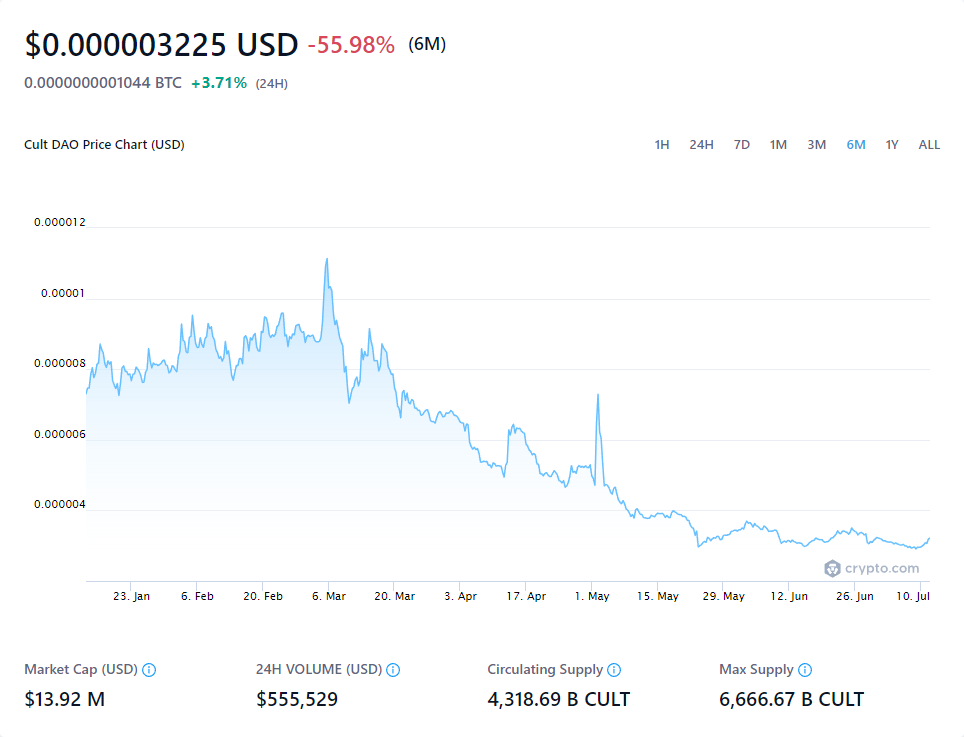 $0.000003225 USD -55.98% (6M)
0.0000000001044 BTC +3.71% (24H)
Cult DAO Price Chart (USD) 1H 24H 7D 1M 3M 6M 1Y ALL
0.000012
0.00001
0.000008
0.000006
0.000004
crypto.com
23. Jan 6. Feb 20. Feb 6. Mar 20. Mar 3. Apr 17. Apr 1. May 15. May 29. May 12. Jun 26. Jun 10. Jul
Market Cap (USD) 24H VOLUME (USD) Circulating Supply Max Supply
$13.92 M $555,529 4,318.69 B CULT 6,666.67 B CULT